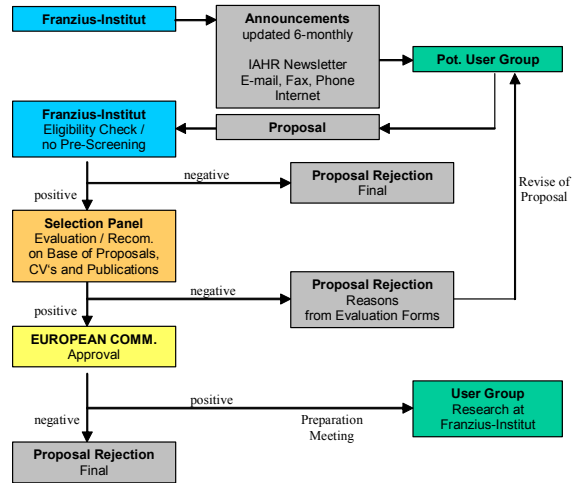 Franzius-Institut
Announcements
updated 6-monthly
IAHR Newsletter
E-mail, Fax, Phone
Internet
Pot. User Group
Franzius-Institut
Eligibility Check /
no Pre-Screening
Proposal
positive
negative
Proposal Rejection
Final
Revise of
Proposal
Selection Panel
Evaluation / Recom.
on Base of Proposals,
CV's and Publications
positive
negative
Proposal Rejection
Reasons
from Evaluation Forms
EUROPEAN COMM.
Approval
negative
positive
Preparation
Meeting
User Group
Research at
Franzius-Institut
Proposal Rejection
Final